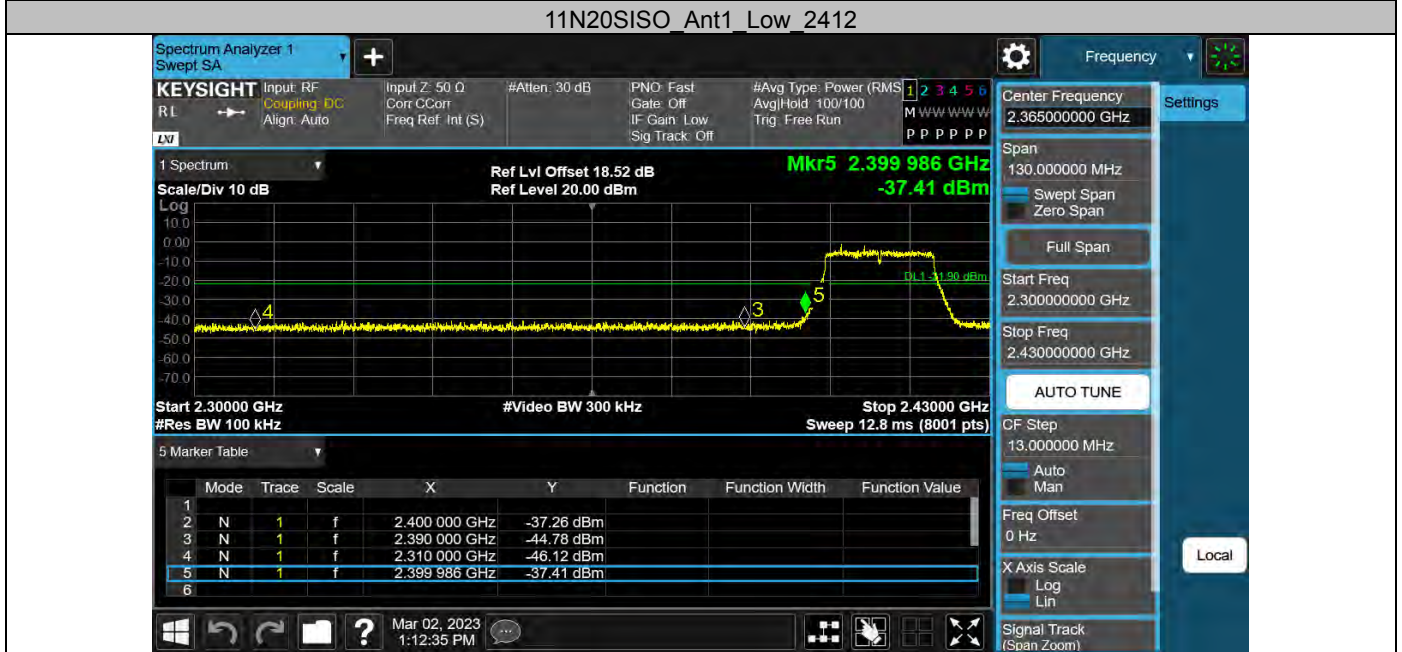 11N20SISO_Ant1_Low_2412
Spectrum Analyzer 1
Swept SA
+
Frequency
KEYSIGHT
RL
LXI
Input: RF
Coupling: DC
Align: Auto
Input Z: 50 Ω
Corr CCorr
Freq Ref: Int (S)
#Atten: 30 dB
PNO: Fast
Gate: Off
IF Gain: Low
Sig Track: Off
#Avg Type: Power (RMS
Avg|Hold: 100/100
Trig: Free Run
1 2 3 4 5 6
M W W W W W
P P P P P P
1 Spectrum
Scale/Div 10 dB
Log
Ref Lvl Offset 18.52 dB
Ref Level 20.00 dBm
Mkr5 2.399 986 GHz
-37.41 dBm
10.0
0.00
-10.0
-20.0
-30.0
-40.0
-50.0
-60.0
-70.0
DL1 -21.90 dBm
4
3
5
Start 2.30000 GHz
#Res BW 100 kHz
#Video BW 300 kHz
Stop 2.43000 GHz
Sweep 12.8 ms (8001 pts)
5 Marker Table
Mode Trace Scale X Y Function Function Width Function Value
1
2 N 1 f 2.400 000 GHz -37.26 dBm
3 N 1 f 2.390 000 GHz -44.78 dBm
4 N 1 f 2.310 000 GHz -46.12 dBm
5 N 1 f 2.399 986 GHz -37.41 dBm
6
?
Mar 02, 2023
1:12:35 PM
Center Frequency
2.365000000 GHz
Span
130.000000 MHz
Swept Span
Zero Span
Full Span
Start Freq
2.300000000 GHz
Stop Freq
2.430000000 GHz
AUTO TUNE
CF Step
13.000000 MHz
Auto
Man
Freq Offset
0 Hz
X Axis Scale
Log
Lin
Signal Track
(Span Zoom)
Settings
Local